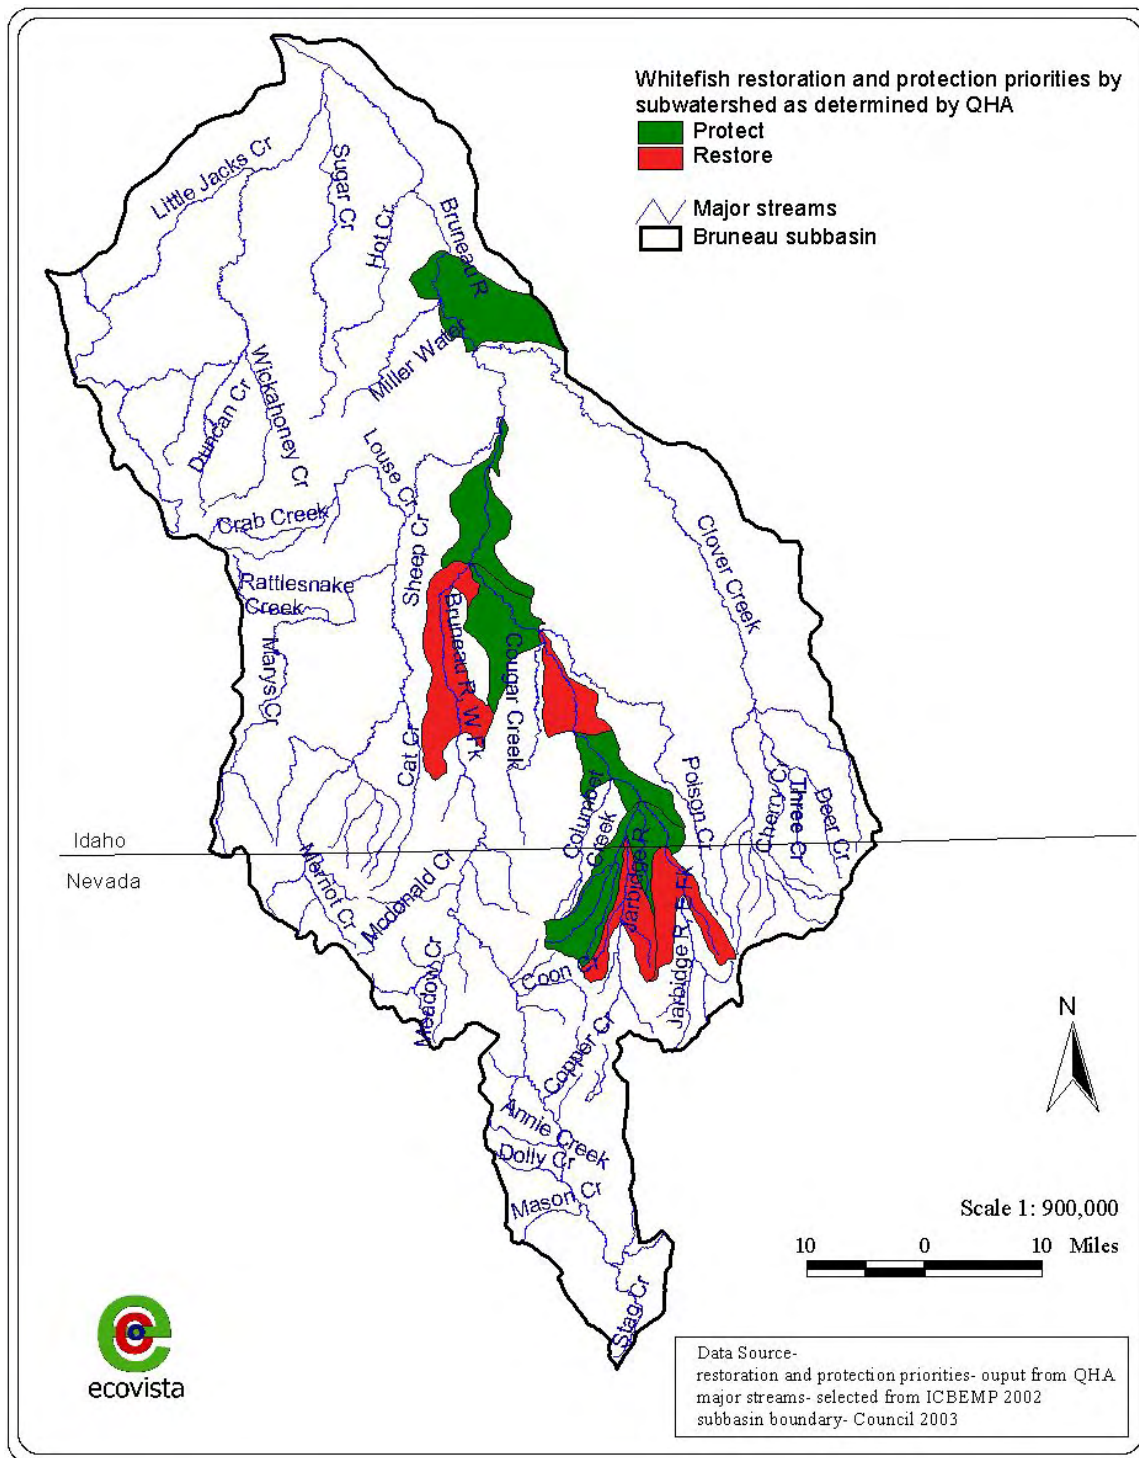 Whitefish restoration and protection priorities by
subwatershed as determined by QHA
Protect
Restore
Major streams
Bruneau subbasin
Little Jacks Cr
Sugar Cr
Hot Cr
Bruneau R
Miller Water
Wickahoney Cr
Duncan Cr
Louse Cr
Crab Creek
Sheep Cr
Clover Creek
Rattlesnake
Creek
Bruneau R, W Fk
Cougar Creek
Marys Cr
Cat Cr
Poison Cr
Columbet
Creek
Cherry Cr
Three Cr
Deer Cr
Idaho
Nevada
Jarbidge R
Merriot Cr
Mcdonald Cr
Jarbidge R, E Fk
Meadow Cr
Coon Cr
Copper Cr
Annie Creek
Dolly Cr
Mason Cr
Stag Cr
N
Scale 1: 900,000
10 0 10 Miles
ecovista
Data Source-
restoration and protection priorities- ouput from QHA
major streams- selected from ICBEMP 2002
subbasin boundary- Council 2003